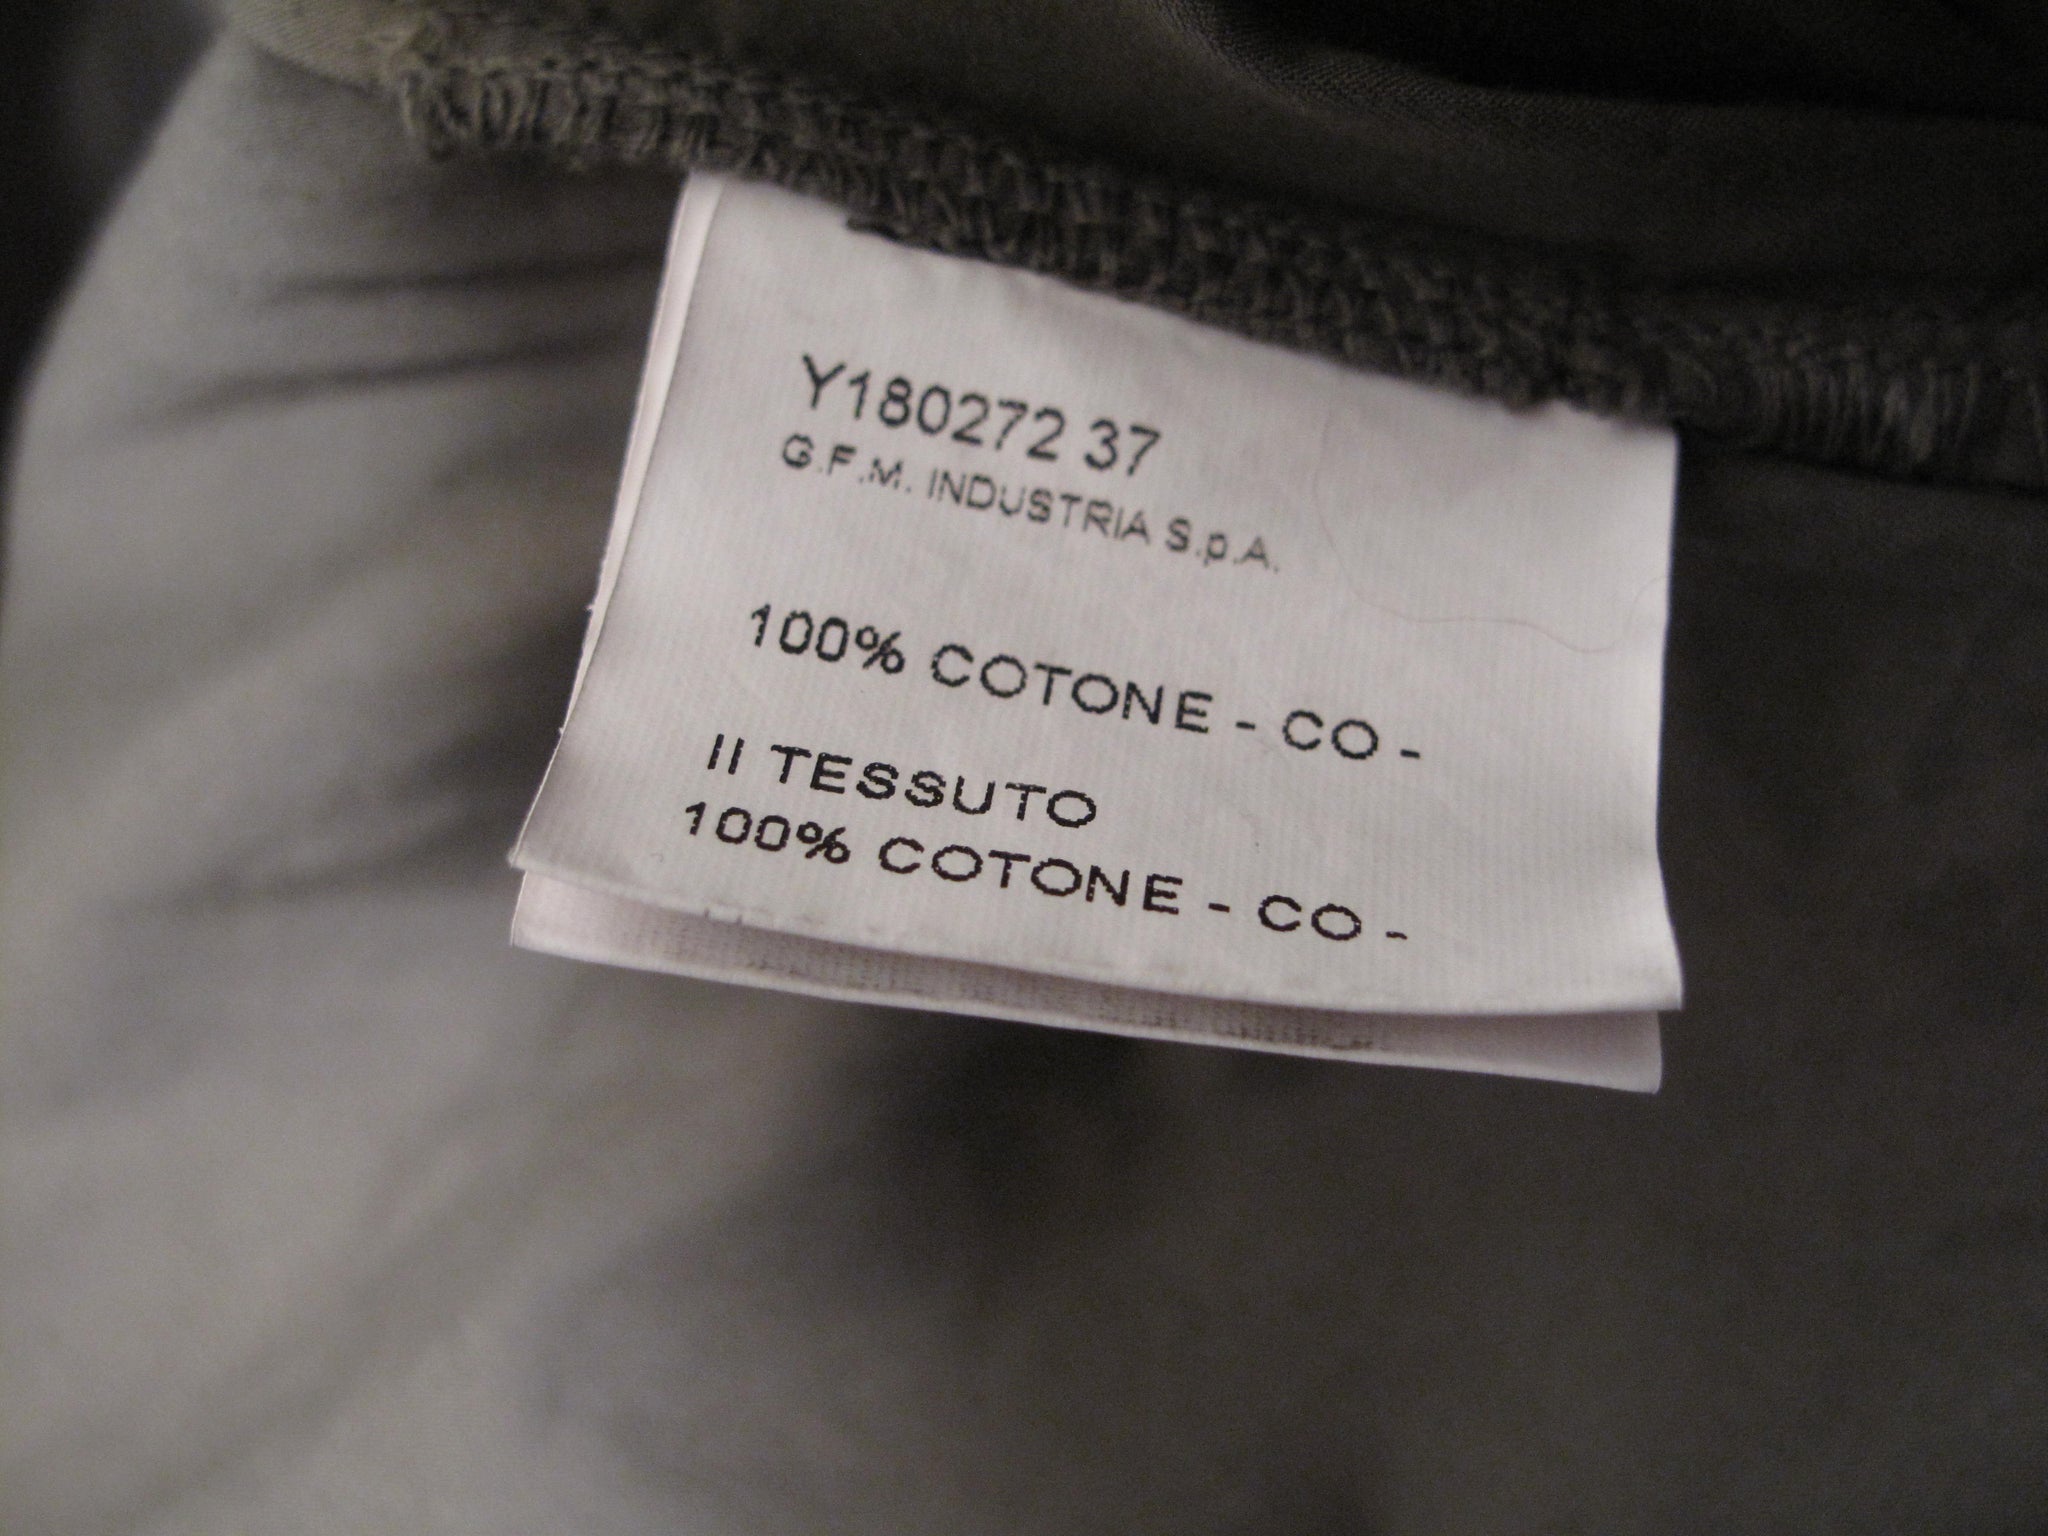 Y180272 37
G.F.M. INDUSTRIA S.p.A.
100% COTONE - CO -
II TESSUTO
100% COTONE - CO -